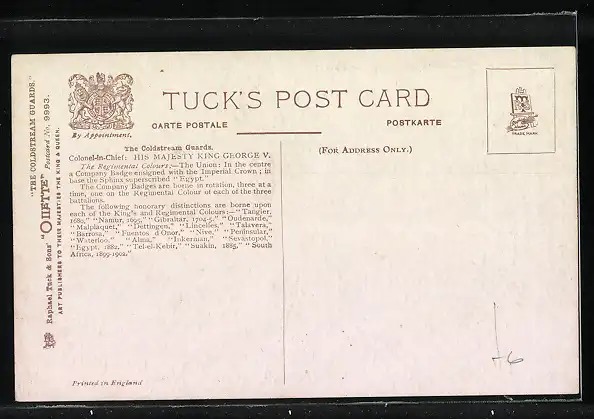 "THE COLDSTREAM GUARDS."
Raphael Tuck & Sons' "OILETTE" Postcard No. 9993.
ART PUBLISHERS TO THEIR MAJESTIES THE KING & QUEEN.
By Appointment.
TUCK'S POST CARD
CARTE POSTALE
POSTKARTE
TRADE MARK
The Coldstream Guards.
Colonel-in-Chief: HIS MAJESTY KING GEORGE V.
The Regimental Colours;—The Union: In the centre
a Company Badge ensigned with the Imperial Crown; in
base the Sphinx superscribed "Egypt."
The Company Badges are borne in rotation, three at a
time, one on the Regimental Colour of each of the three
battalions.
The following honorary distinctions are borne upon
each of the King's and Regimental Colours:—"Tangier,
1680," "Namur, 1695," "Gibraltar, 1704-5," "Oudenarde,"
"Malplaquet," "Dettingen," "Lincelles," "Talavera,"
"Barrosa," "Fuentos d'Onor," "Nive," "Peninsular,"
"Waterloo," "Alma," "Inkerman," "Sevastopol,"
"Egypt, 1882," "Tel-el-Kebir," "Suakin, 1885," "South
Africa, 1899-1902."
(FOR ADDRESS ONLY.)
Printed in England